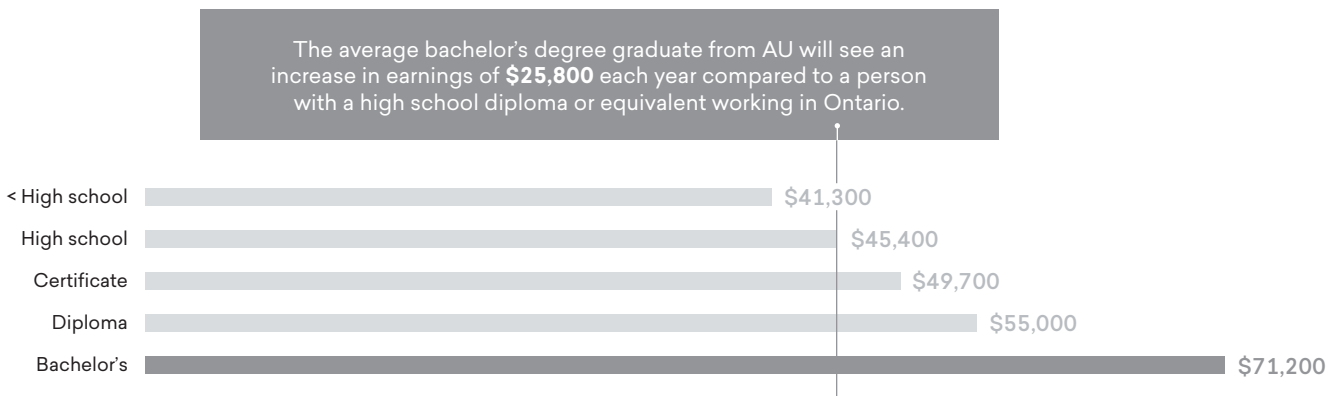 The average bachelor’s degree graduate from AU will see an
increase in earnings of $25,800 each year compared to a person
with a high school diploma or equivalent working in Ontario.
< High school $41,300
High school $45,400
Certificate $49,700
Diploma $55,000
Bachelor’s $71,200